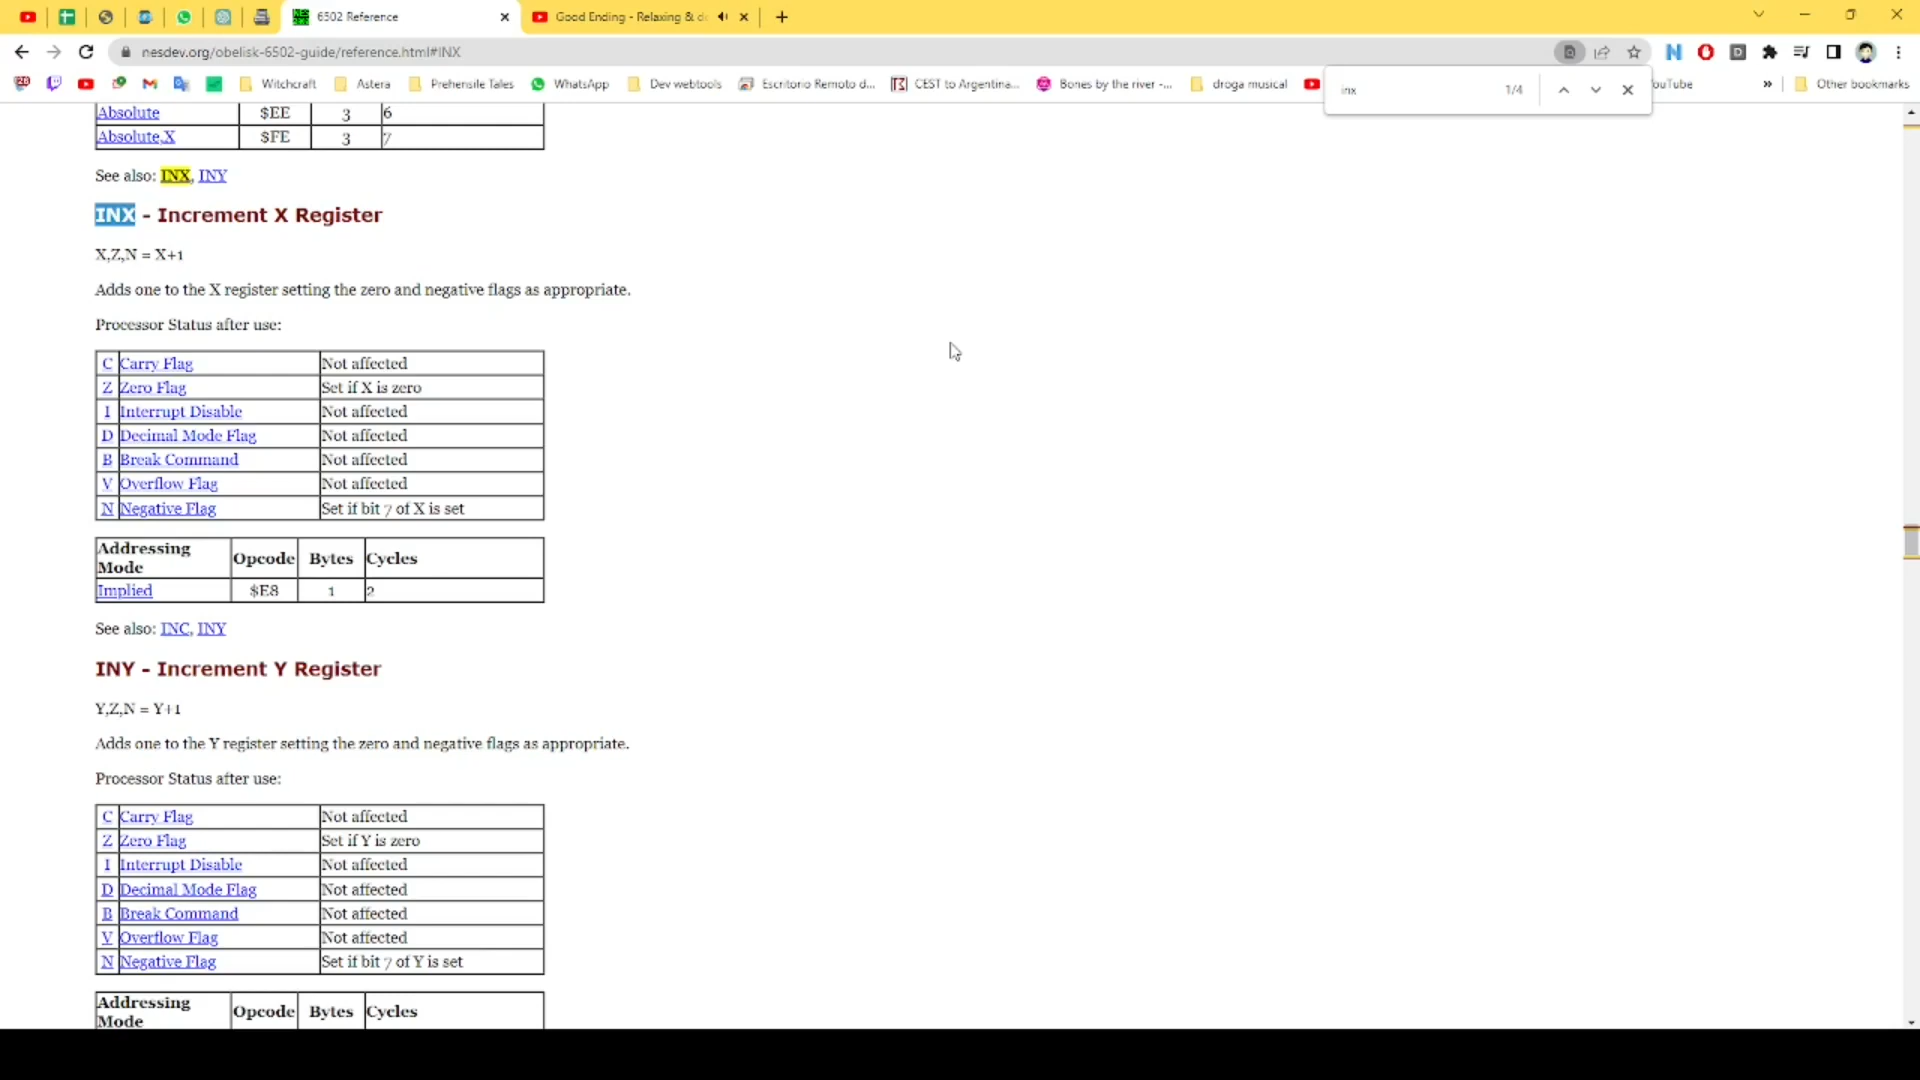 6502 Reference
Good Ending - Relaxing & d
nesdev.org/obelisk-6502-guide/reference.html#INX
Witchcraft
Astera
Prehensile Tales
WhatsApp
Dev webtools
Escritorio Remoto d...
CEST to Argentina...
Bones by the river -...
droga musical
ouTube
»
Other bookmarks
inx 1/4
Absolute $EE 3 6
Absolute,X $FE 3 7
See also: INX, INY
INX - Increment X Register
X,Z,N = X+1
Adds one to the X register setting the zero and negative flags as appropriate.
Processor Status after use:
C Carry Flag Not affected
Z Zero Flag Set if X is zero
I Interrupt Disable Not affected
D Decimal Mode Flag Not affected
B Break Command Not affected
V Overflow Flag Not affected
N Negative Flag Set if bit 7 of X is set
Addressing Mode Opcode Bytes Cycles
Implied $E8 1 2
See also: INC, INY
INY - Increment Y Register
Y,Z,N = Y+1
Adds one to the Y register setting the zero and negative flags as appropriate.
Processor Status after use:
C Carry Flag Not affected
Z Zero Flag Set if Y is zero
I Interrupt Disable Not affected
D Decimal Mode Flag Not affected
B Break Command Not affected
V Overflow Flag Not affected
N Negative Flag Set if bit 7 of Y is set
Addressing Mode Opcode Bytes Cycles